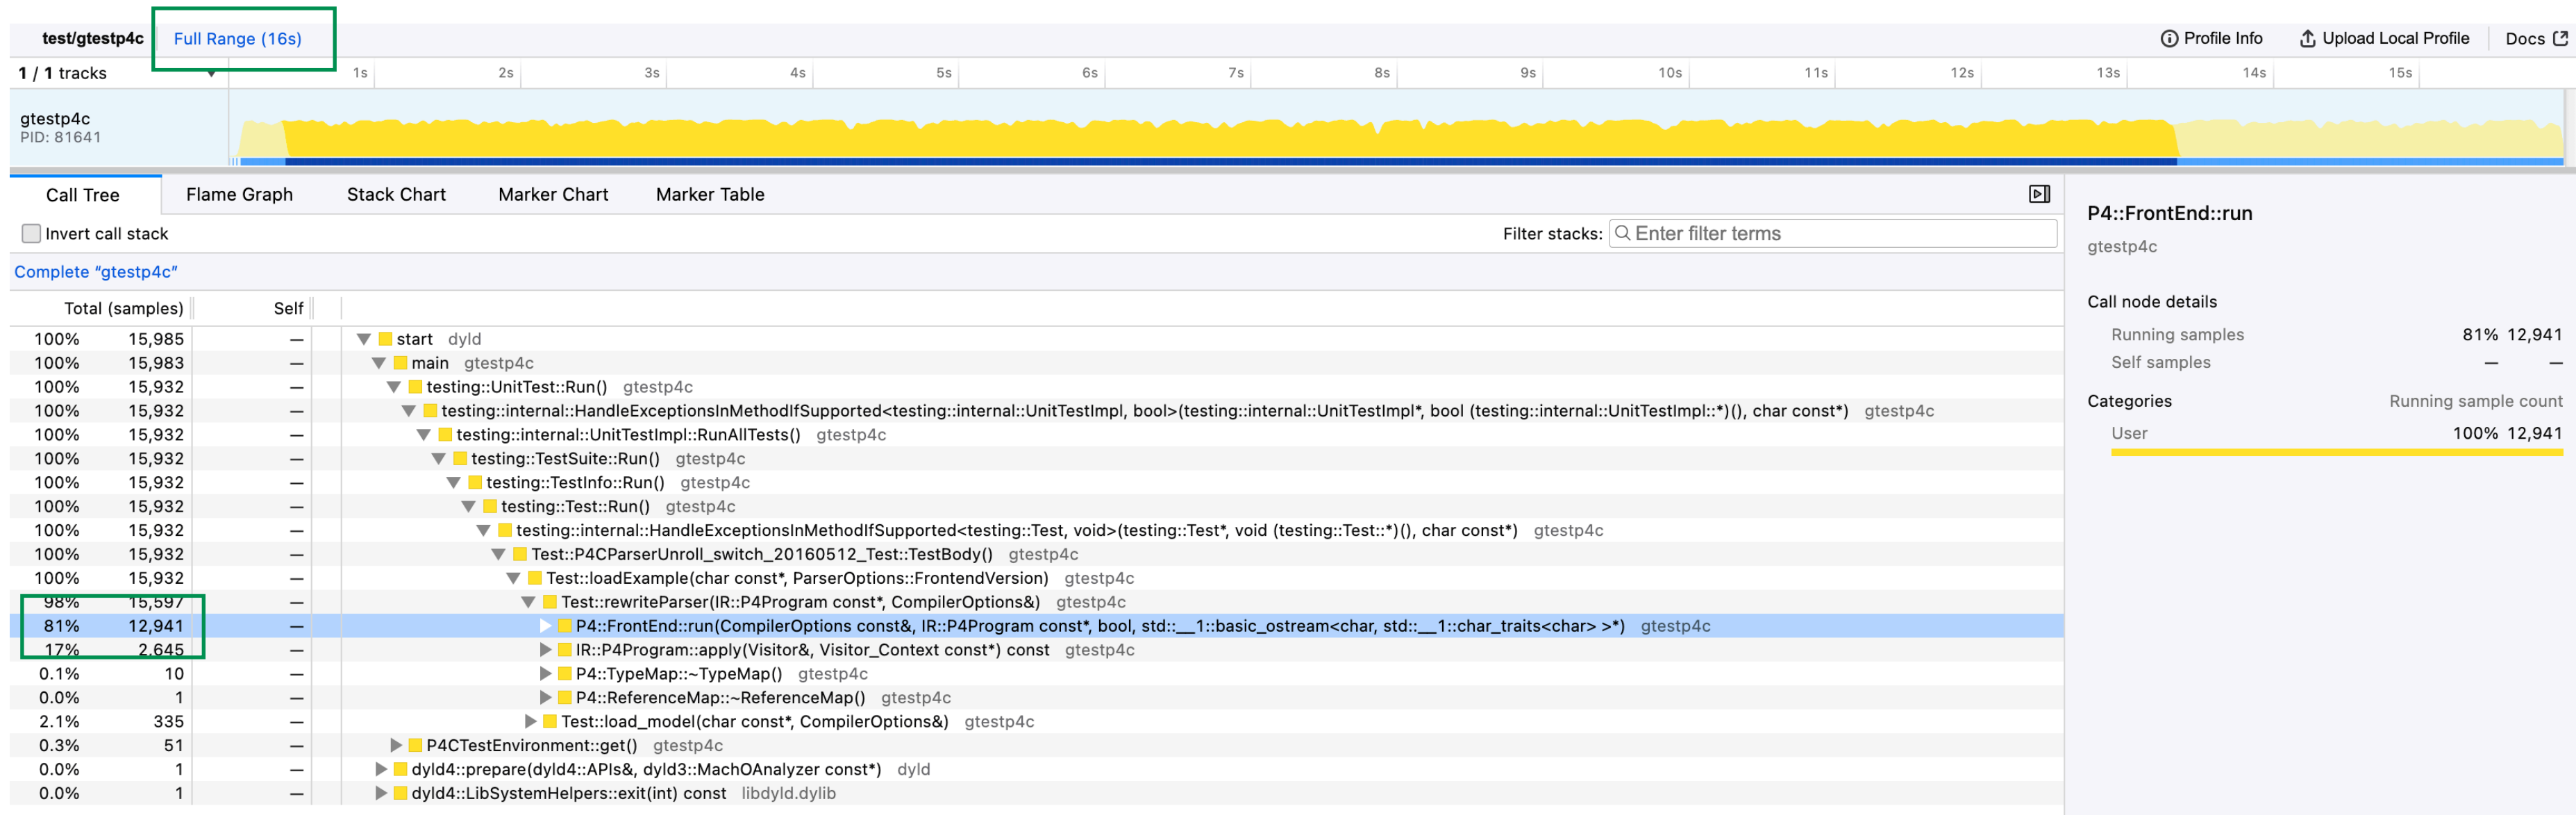 test/gtestp4c Full Range (16s) Profile Info Upload Local Profile Docs
1 / 1 tracks 1s 2s 3s 4s 5s 6s 7s 8s 9s 10s 11s 12s 13s 14s 15s
gtestp4c
PID: 81641
Call Tree Flame Graph Stack Chart Marker Chart Marker Table
Invert call stack Filter stacks: Enter filter terms
Complete “gtestp4c”
Total (samples) Self
100% 15,985 — start dyld
100% 15,983 — main gtestp4c
100% 15,932 — testing::UnitTest::Run() gtestp4c
100% 15,932 — testing::internal::HandleExceptionsInMethodIfSupported<testing::internal::UnitTestImpl, bool>(testing::internal::UnitTestImpl*, bool (testing::internal::UnitTestImpl::*)(), char const*) gtestp4c
100% 15,932 — testing::internal::UnitTestImpl::RunAllTests() gtestp4c
100% 15,932 — testing::TestSuite::Run() gtestp4c
100% 15,932 — testing::TestInfo::Run() gtestp4c
100% 15,932 — testing::Test::Run() gtestp4c
100% 15,932 — testing::internal::HandleExceptionsInMethodIfSupported<testing::Test, void>(testing::Test*, void (testing::Test::*)(), char const*) gtestp4c
100% 15,932 — Test::P4CParserUnroll_switch_20160512_Test::TestBody() gtestp4c
100% 15,932 — Test::loadExample(char const*, ParserOptions::FrontendVersion) gtestp4c
98% 15,597 — Test::rewriteParser(IR::P4Program const*, CompilerOptions&) gtestp4c
81% 12,941 — P4::FrontEnd::run(CompilerOptions const&, IR::P4Program const*, bool, std::__1::basic_ostream<char, std::__1::char_traits<char> >*) gtestp4c
17% 2,645 — IR::P4Program::apply(Visitor&, Visitor_Context const*) const gtestp4c
0.1% 10 — P4::TypeMap::~TypeMap() gtestp4c
0.0% 1 — P4::ReferenceMap::~ReferenceMap() gtestp4c
2.1% 335 — Test::load_model(char const*, CompilerOptions&) gtestp4c
0.3% 51 — P4CTestEnvironment::get() gtestp4c
0.0% 1 — dyld4::prepare(dyld4::APIs&, dyld3::MachOAnalyzer const*) dyld
0.0% 1 — dyld4::LibSystemHelpers::exit(int) const libdyld.dylib
P4::FrontEnd::run
gtestp4c
Call node details
Running samples 81% 12,941
Self samples — —
Categories Running sample count
User 100% 12,941